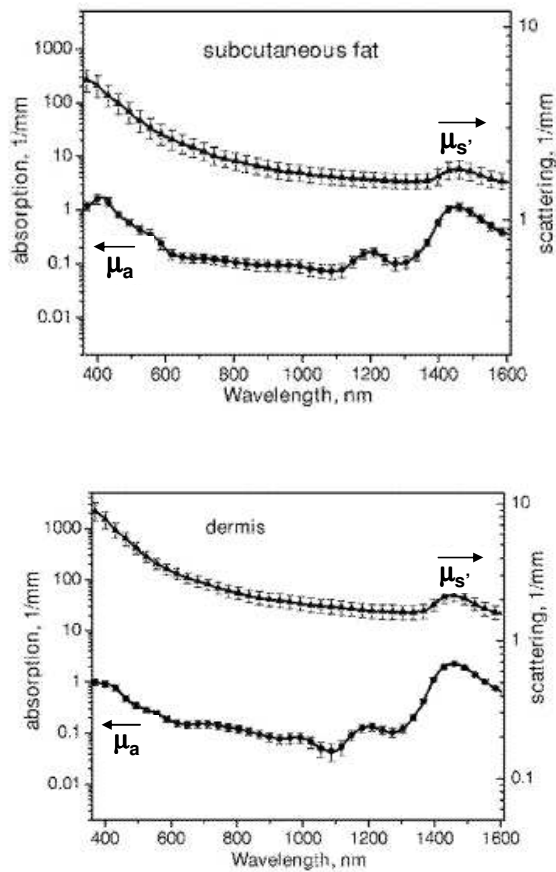 subcutaneous fat
absorption, 1/mm
1000
100
10
1
0.1
0.01
μa
μs'
10
1
scattering, 1/mm
400 600 800 1000 1200 1400 1600
Wavelength, nm
dermis
absorption, 1/mm
1000
100
10
1
0.1
0.01
μa
μs'
10
1
0.1
scattering, 1/mm
400 600 800 1000 1200 1400 1600
Wavelength, nm